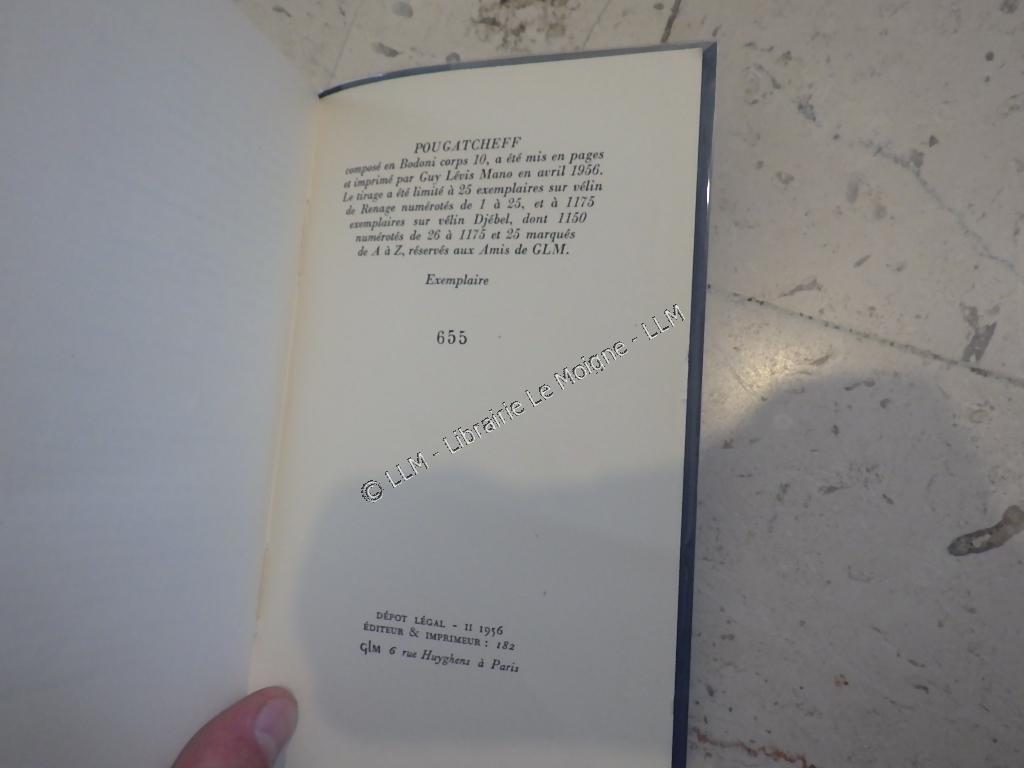 POUGATCHEFF
composé en Bodoni corps 10, a été mis en pages
et imprimé par Guy Lévis Mano en avril 1956.
Le tirage a été limité à 25 exemplaires sur vélin
de Renage numérotés de 1 à 25, et à 1175
exemplaires sur vélin Djébel, dont 1150
numérotés de 26 à 1175 et 25 marqués
de A à Z, réservés aux Amis de GLM.
Exemplaire
655
© LLM - Librairie Le Moigne - LLM
DÉPOT LÉGAL - II 1956
ÉDITEUR & IMPRIMEUR : 182
GLM 6 rue Huyghens à Paris